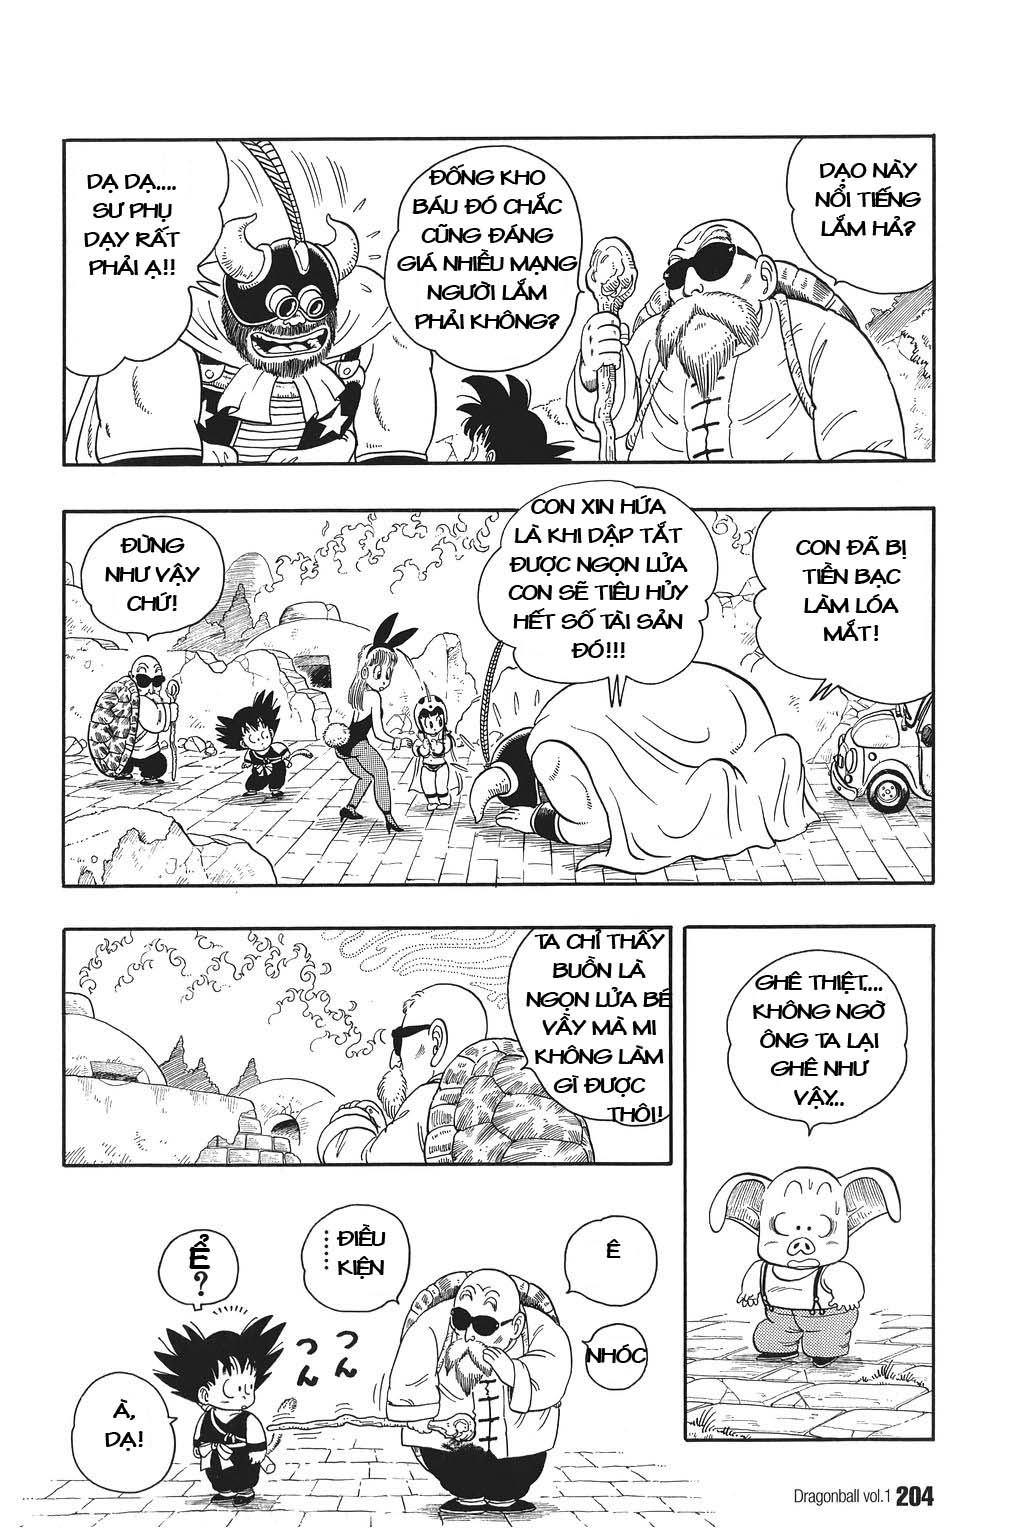 DẠO NÀY
NỔI TIẾNG
LẮM HẢ?
ĐỐNG KHO
BÁU ĐÓ CHẮC
CŨNG ĐÁNG
GIÁ NHIỀU MẠNG
NGƯỜI LẮM
PHẢI KHÔNG?
DẠ DẠ....
SƯ PHỤ
DẠY RẤT
PHẢI Ạ!!
CON ĐÃ BỊ
TIỀN BẠC
LÀM LÓA
MẮT!
CON XIN HỨA
LÀ KHI DẬP TẮT
ĐƯỢC NGỌN LỬA
CON SẼ TIÊU HỦY
HẾT SỐ TÀI SẢN
ĐÓ!!!
ĐỪNG
NHƯ VẬY
CHỨ!
GHÊ THIỆT....
KHÔNG NGỜ
ÔNG TA LẠI
GHÊ NHƯ
VẬY...
TA CHỈ THẤY
BUỒN LÀ
NGỌN LỬA BÉ
VẦY MÀ MI
KHÔNG LÀM
GÌ ĐƯỢC
THÔI!
Ê
NHÓC
ĐIỀU
KIỆN
......
つん
つん
Ể?
À,
DẠ!
Dragonball vol.1 204